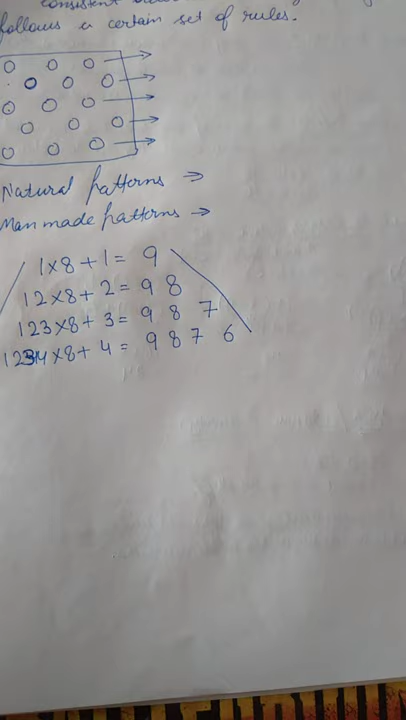 consistent
follows a certain set of rules.
Natural patterns ⇒
Man made patterns →
1×8+1= 9
12×8+2= 9 8
123×8+3= 9 8 7
1234×8+4= 9 8 7 6